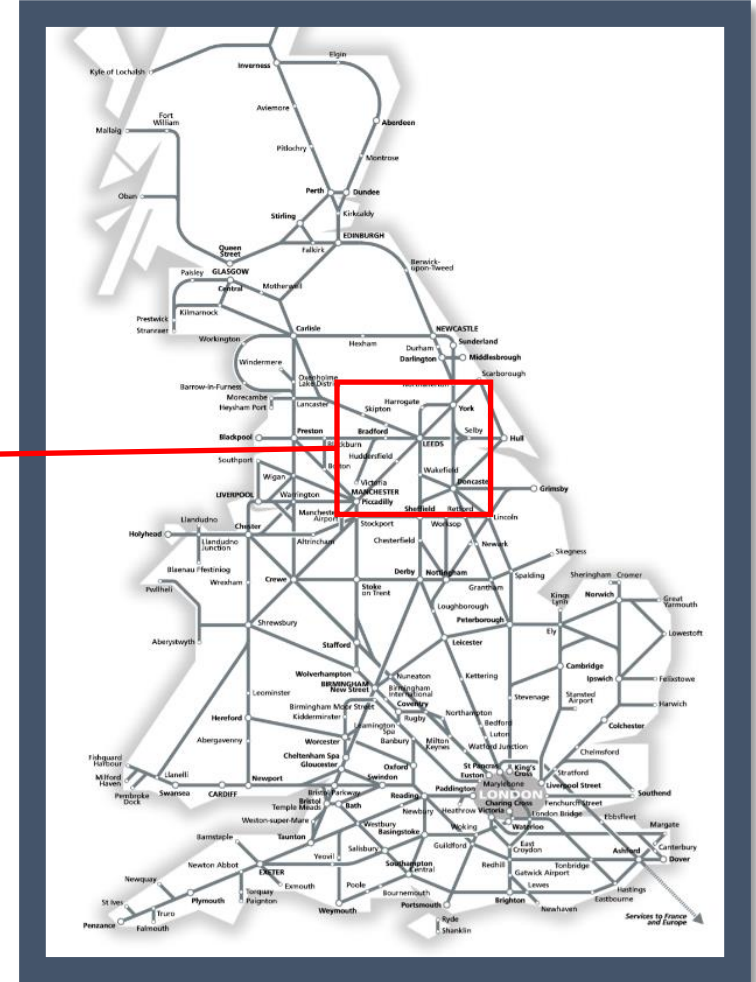 Elgin
Inverness
Kyle of Lochalsh
Aviemore
Fort
William
Mallaig
Aberdeen
Pitlochry
Montrose
Perth
Dundee
Oban
Stirling
Kirkcaldy
EDINBURGH
Queen
Street
Falkirk
Berwick-
upon-Tweed
Paisley
GLASGOW
Central
Motherwell
Prestwick
Kilmarnock
Stranraer
Carlisle
NEWCASTLE
Workington
Hexham
Sunderland
Durham
Darlington
Middlesbrough
Windermere
Scarborough
Oxenholme
Lake District
Barrow-in-Furness
Morecambe
Heysham Port
Lancaster
Harrogate
York
Skipton
Blackpool
Preston
Bradford
LEEDS
Selby
Hull
Blackburn
Huddersfield
Southport
Bolton
Wakefield
Wigan
Victoria
Doncaster
LIVERPOOL
Warrington
MANCHESTER
Piccadilly
Grimsby
Manchester
Airport
Sheffield
Retford
Lincoln
Llandudno
Stockport
Worksop
Holyhead
Chester
Llandudno
Junction
Altrincham
Chesterfield
Newark
Skegness
Blaenau Ffestiniog
Derby
Nottingham
Sheringham
Cromer
Pwllheli
Wrexham
Crewe
Stoke
on Trent
Grantham
Spalding
Kings
Lynn
Norwich
Great
Yarmouth
Loughborough
Shrewsbury
Peterborough
Ely
Lowestoft
Aberystwyth
Stafford
Leicester
Cambridge
Wolverhampton
Nuneaton
Kettering
Ipswich
Felixstowe
BIRMINGHAM
New Street
Birmingham
International
Leominster
Birmingham Moor Street
Coventry
Stevenage
Stansted
Airport
Harwich
Hereford
Kidderminster
Rugby
Northampton
Bedford
Colchester
Leamington
Spa
Worcester
Banbury
Milton
Keynes
Luton
Abergavenny
Watford Junction
Chelmsford
Fishguard
Harbour
Cheltenham Spa
Gloucester
Oxford
St Pancras
King's
Cross
Euston
Stratford
Milford
Haven
Llanelli
Newport
Swindon
Marylebone
Liverpool Street
Pembroke
Dock
Swansea
CARDIFF
Bristol Parkway
Reading
Paddington
LONDON
Southend
Bristol
Temple Meads
Bath
Newbury
Heathrow
Victoria
Charing Cross
Fenchurch Street
London Bridge
Ebbsfleet
Weston-super-Mare
Westbury
Woking
Waterloo
Margate
Barnstaple
Taunton
Basingstoke
Guildford
East
Croydon
Canterbury
Yeovil
Salisbury
Ashford
Dover
Newton Abbot
EXETER
Southampton
Central
Redhill
Gatwick Airport
Tonbridge
Newquay
Exmouth
Poole
Lewes
Hastings
St Ives
Plymouth
Torquay
Paignton
Bournemouth
Eastbourne
Truro
Weymouth
Portsmouth
Brighton
Newhaven
Penzance
Falmouth
Ryde
Shanklin
Services to France
and Europe